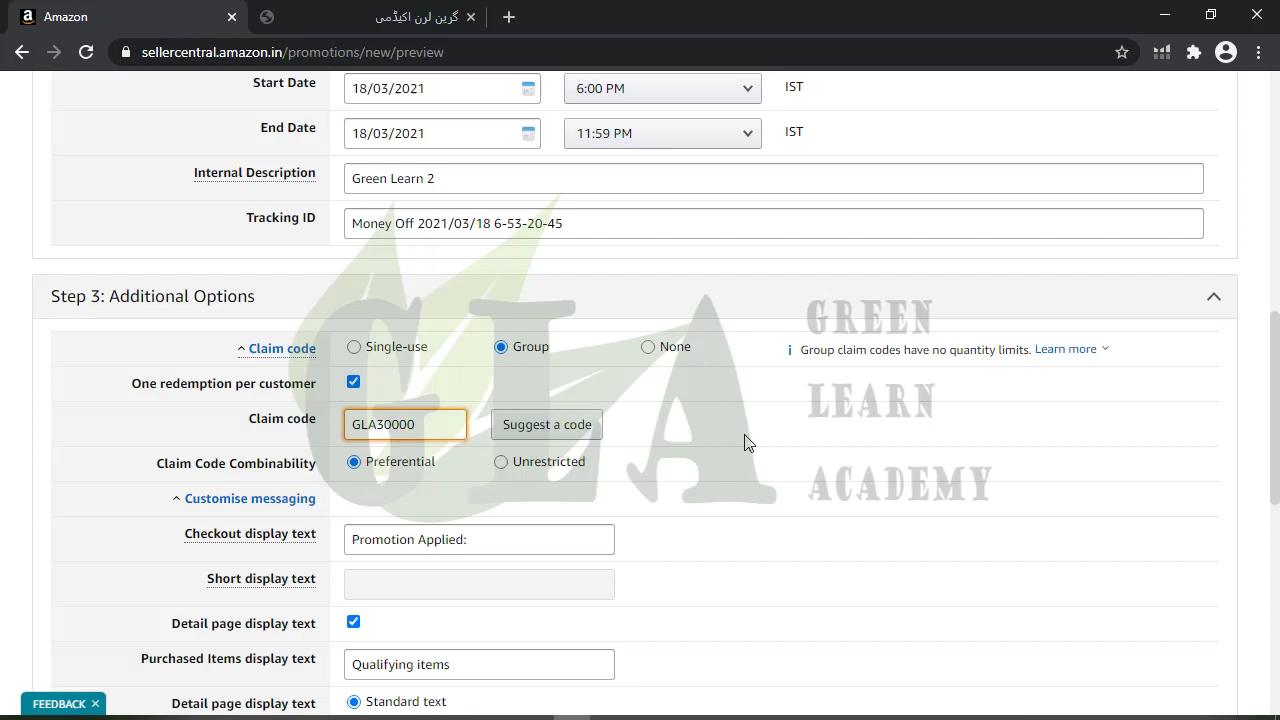 Amazon
گرین لرن اکیڈمی
sellercentral.amazon.in/promotions/new/preview
Start Date 18/03/2021 6:00 PM IST
End Date 18/03/2021 11:59 PM IST
Internal Description Green Learn 2
Tracking ID Money Off 2021/03/18 6-53-20-45
Step 3: Additional Options
Claim code Single-use Group None i Group claim codes have no quantity limits. Learn more
One redemption per customer
Claim code GLA30000 Suggest a code
Claim Code Combinability Preferential Unrestricted
Customise messaging
Checkout display text Promotion Applied:
Short display text
Detail page display text
Purchased Items display text Qualifying items
Detail page display text Standard text
FEEDBACK
GLA
GREEN
LEARN
ACADEMY